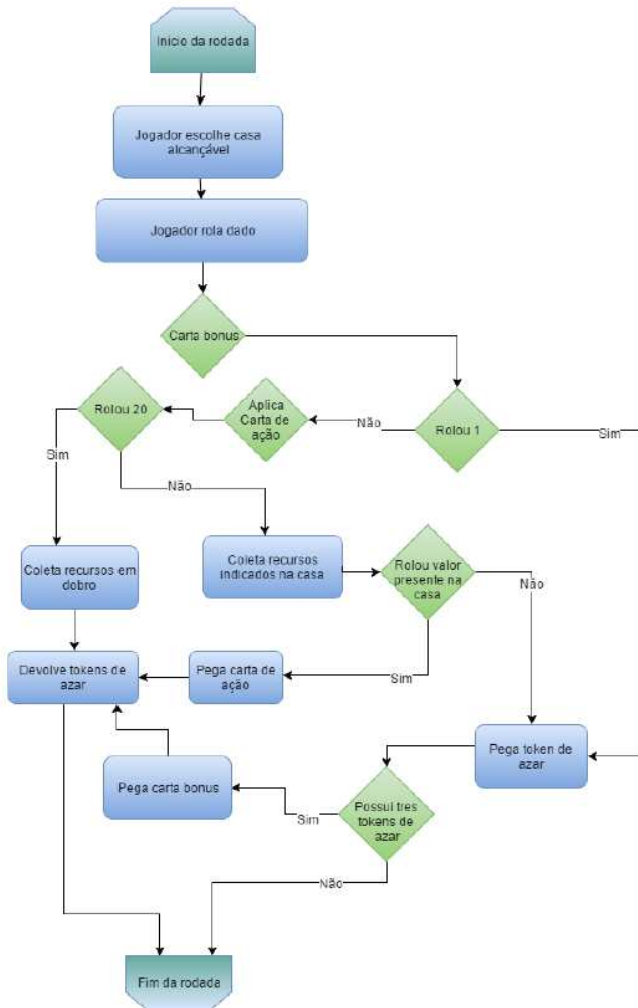 Inicio da rodada
Jogador escolhe casa
alcançável
Jogador rola dado
Carta bonus
Rolou 20
Aplica
Carta de
ação
Não
Rolou 1
Sim
Sim
Não
Coleta recursos em
dobro
Coleta recursos
indicados na casa
Rolou valor
presente na
casa
Não
Devolve tokens de
azar
Pega carta de
ação
Sim
Pega token de
azar
Pega carta bonus
Sim
Possui tres
tokens de
azar
Não
Fim da rodada